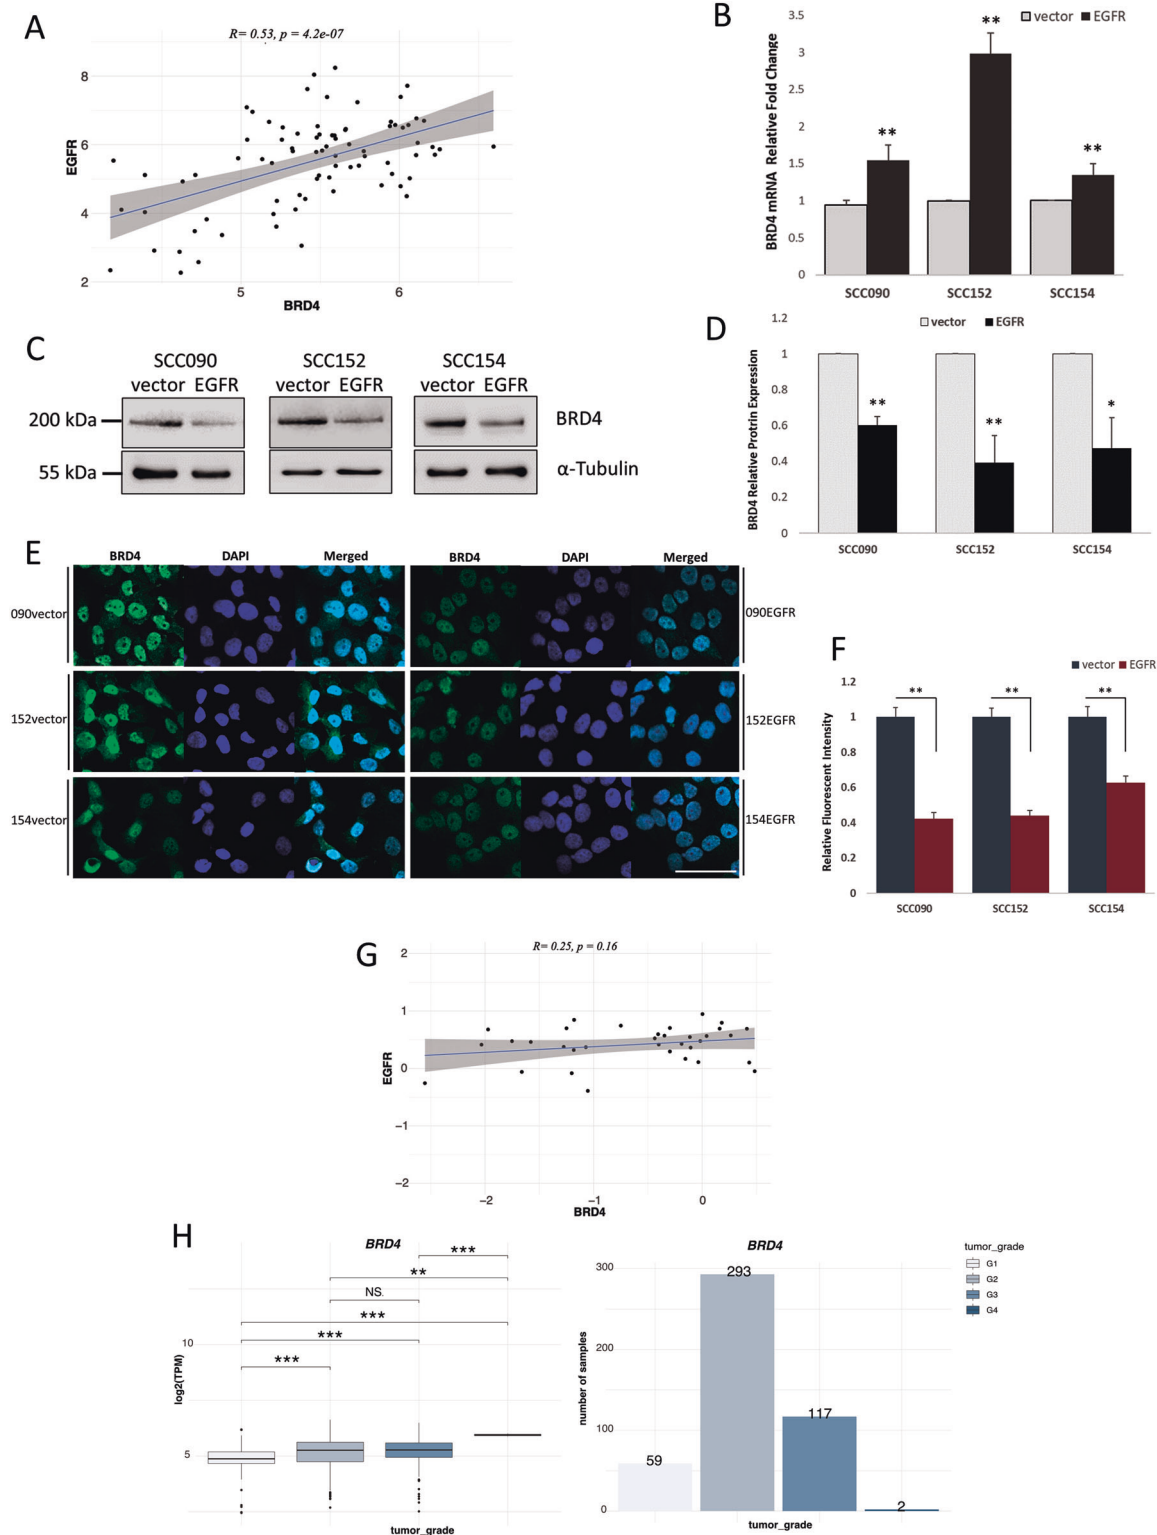 A
R= 0.53, p = 4.2e-07
EGFR
8
6
4
2
5
6
BRD4
B
vector EGFR
BRD4 mRNA Relative Fold Change
3.5
3
2.5
2
1.5
1
0.5
0
**
**
**
SCC090 SCC152 SCC154
C
SCC090 SCC152 SCC154
vector EGFR vector EGFR vector EGFR
200 kDa
BRD4
55 kDa
α-Tubulin
D
vector EGFR
BRD4 Relative Protrin Expression
1.2
1
0.8
0.6
0.4
0.2
0
**
**
*
SCC090 SCC152 SCC154
E
BRD4 DAPI Merged BRD4 DAPI Merged
090vector 090EGFR
152vector 152EGFR
154vector 154EGFR
F
vector EGFR
Relative Fluorescent Intensity
1.2
1
0.8
0.6
0.4
0.2
0
**
**
**
SCC090 SCC152 SCC154
G
R= 0.25, p = 0.16
EGFR
2
1
0
−1
−2
−2 −1 0
BRD4
H
BRD4
***
**
NS.
***
***
***
log2(TPM)
10
5
tumor_grade
BRD4
number of samples
300
200
100
0
59
293
117
2
tumor_grade
tumor_grade
G1
G2
G3
G4